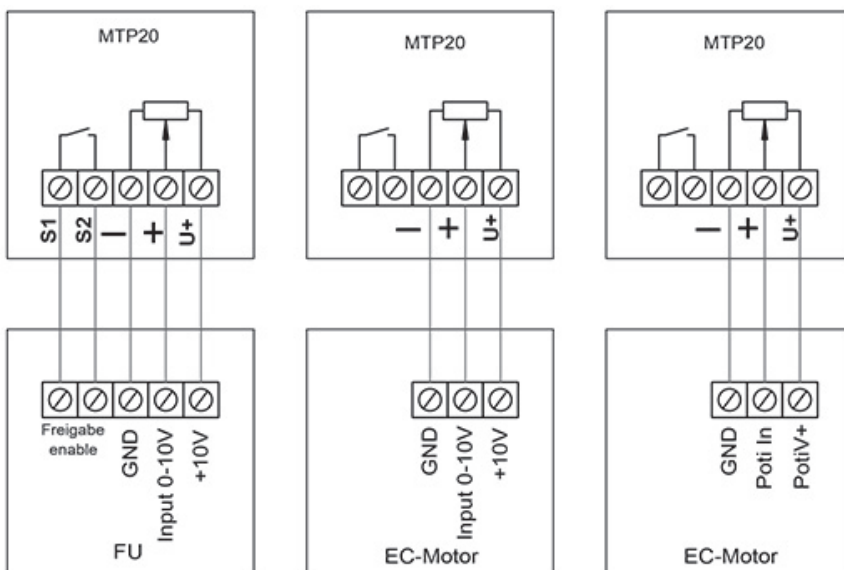 MTP20
S1
S2
−
+
U+
Freigabe
enable
GND
Input 0-10V
+10V
FU
MTP20
−
+
U+
GND
Input 0-10V
+10V
EC-Motor
MTP20
−
+
U+
GND
Poti In
PotiV+
EC-Motor